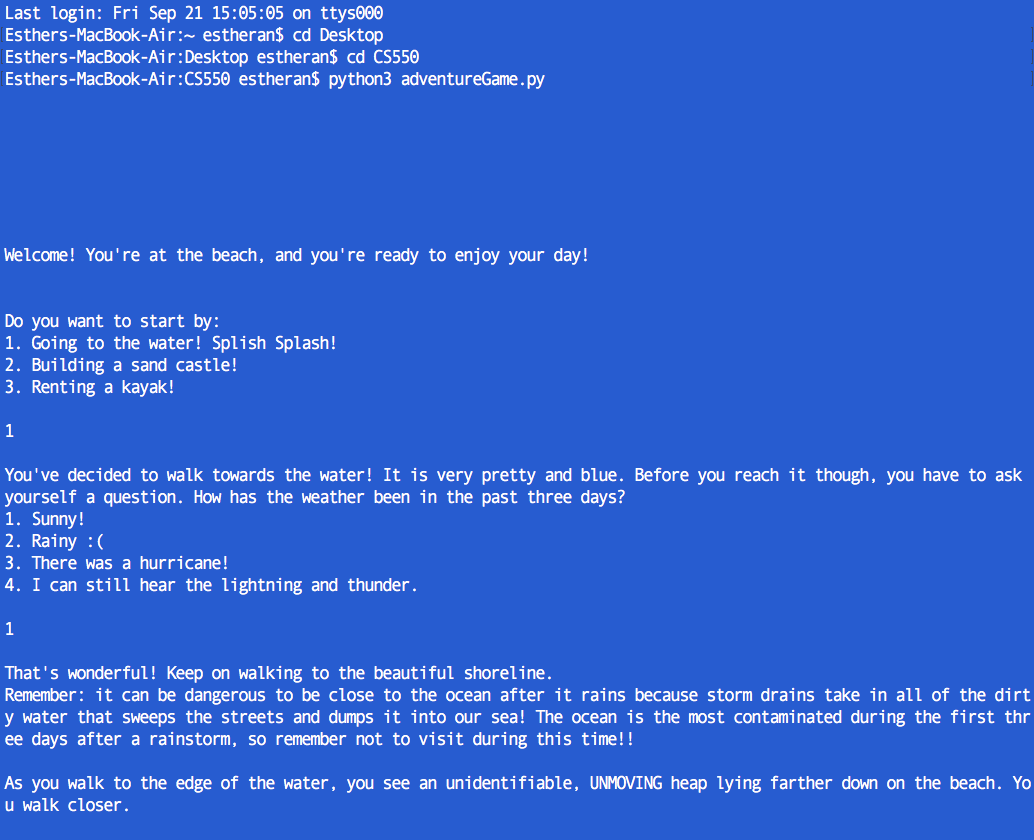 Last login: Fri Sep 21 15:05:05 on ttys000
Esthers-MacBook-Air:~ estheran$ cd Desktop
Esthers-MacBook-Air:Desktop estheran$ cd CS550
Esthers-MacBook-Air:CS550 estheran$ python3 adventureGame.py
Welcome! You're at the beach, and you're ready to enjoy your day!
Do you want to start by:
1. Going to the water! Splish Splash!
2. Building a sand castle!
3. Renting a kayak!
1
You've decided to walk towards the water! It is very pretty and blue. Before you reach it though, you have to ask
yourself a question. How has the weather been in the past three days?
1. Sunny!
2. Rainy :(
3. There was a hurricane!
4. I can still hear the lightning and thunder.
1
That's wonderful! Keep on walking to the beautiful shoreline.
Remember: it can be dangerous to be close to the ocean after it rains because storm drains take in all of the dirt
y water that sweeps the streets and dumps it into our sea! The ocean is the most contaminated during the first thr
ee days after a rainstorm, so remember not to visit during this time!!
As you walk to the edge of the water, you see an unidentifiable, UNMOVING heap lying farther down on the beach. Yo
u walk closer.